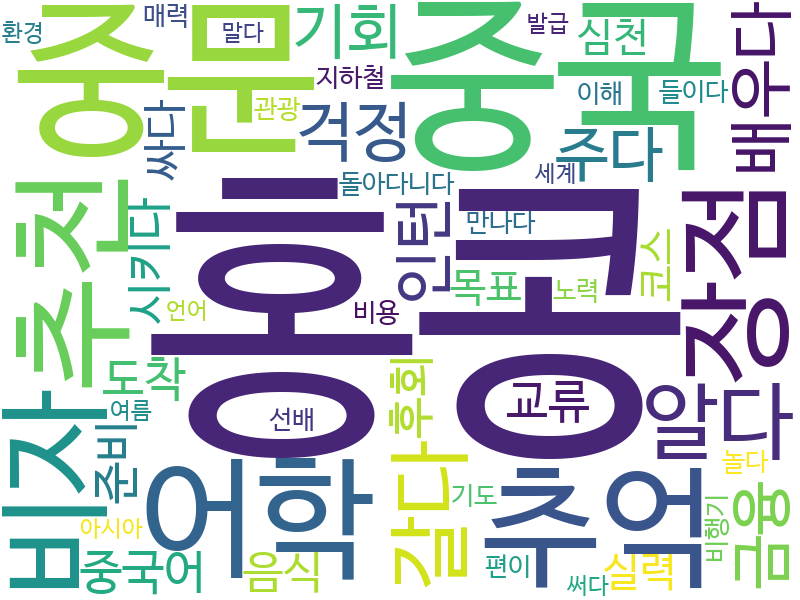 환경
매력
말다
기회
발급
심천
중문
중국
지하철
관광
이해
들이다
걱정
주다
배우다
싸다
돌아다니다
세계
추천
시키다
홍콩
인턴
만나다
목표
노력
코스
장점
언어
비용
도착
후회
교류
여름
선배
비자
준비
갈다
어학
추억
기도
놀다
금융
아시아
비행기
중국어
음식
편이
써다
실력